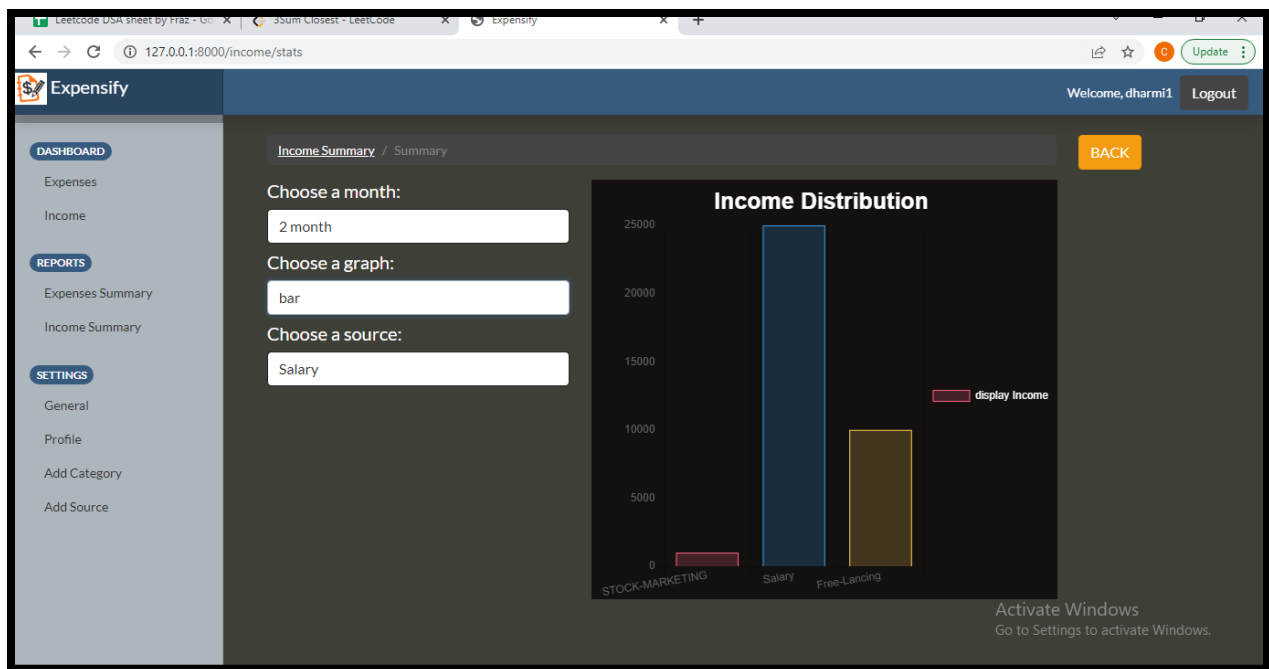 Leetcode DSA sheet by Fraz - Go
3Sum Closest - LeetCode
Expensify
127.0.0.1:8000/income/stats
C
Update
Expensify
Welcome, dharmi1
Logout
DASHBOARD
Expenses
Income
REPORTS
Expenses Summary
Income Summary
SETTINGS
General
Profile
Add Category
Add Source
Income Summary / Summary
BACK
Choose a month:
2 month
Choose a graph:
bar
Choose a source:
Salary
Income Distribution
25000
20000
15000
10000
5000
0
STOCK-MARKETING
Salary
Free-Lancing
display Income
Activate Windows
Go to Settings to activate Windows.